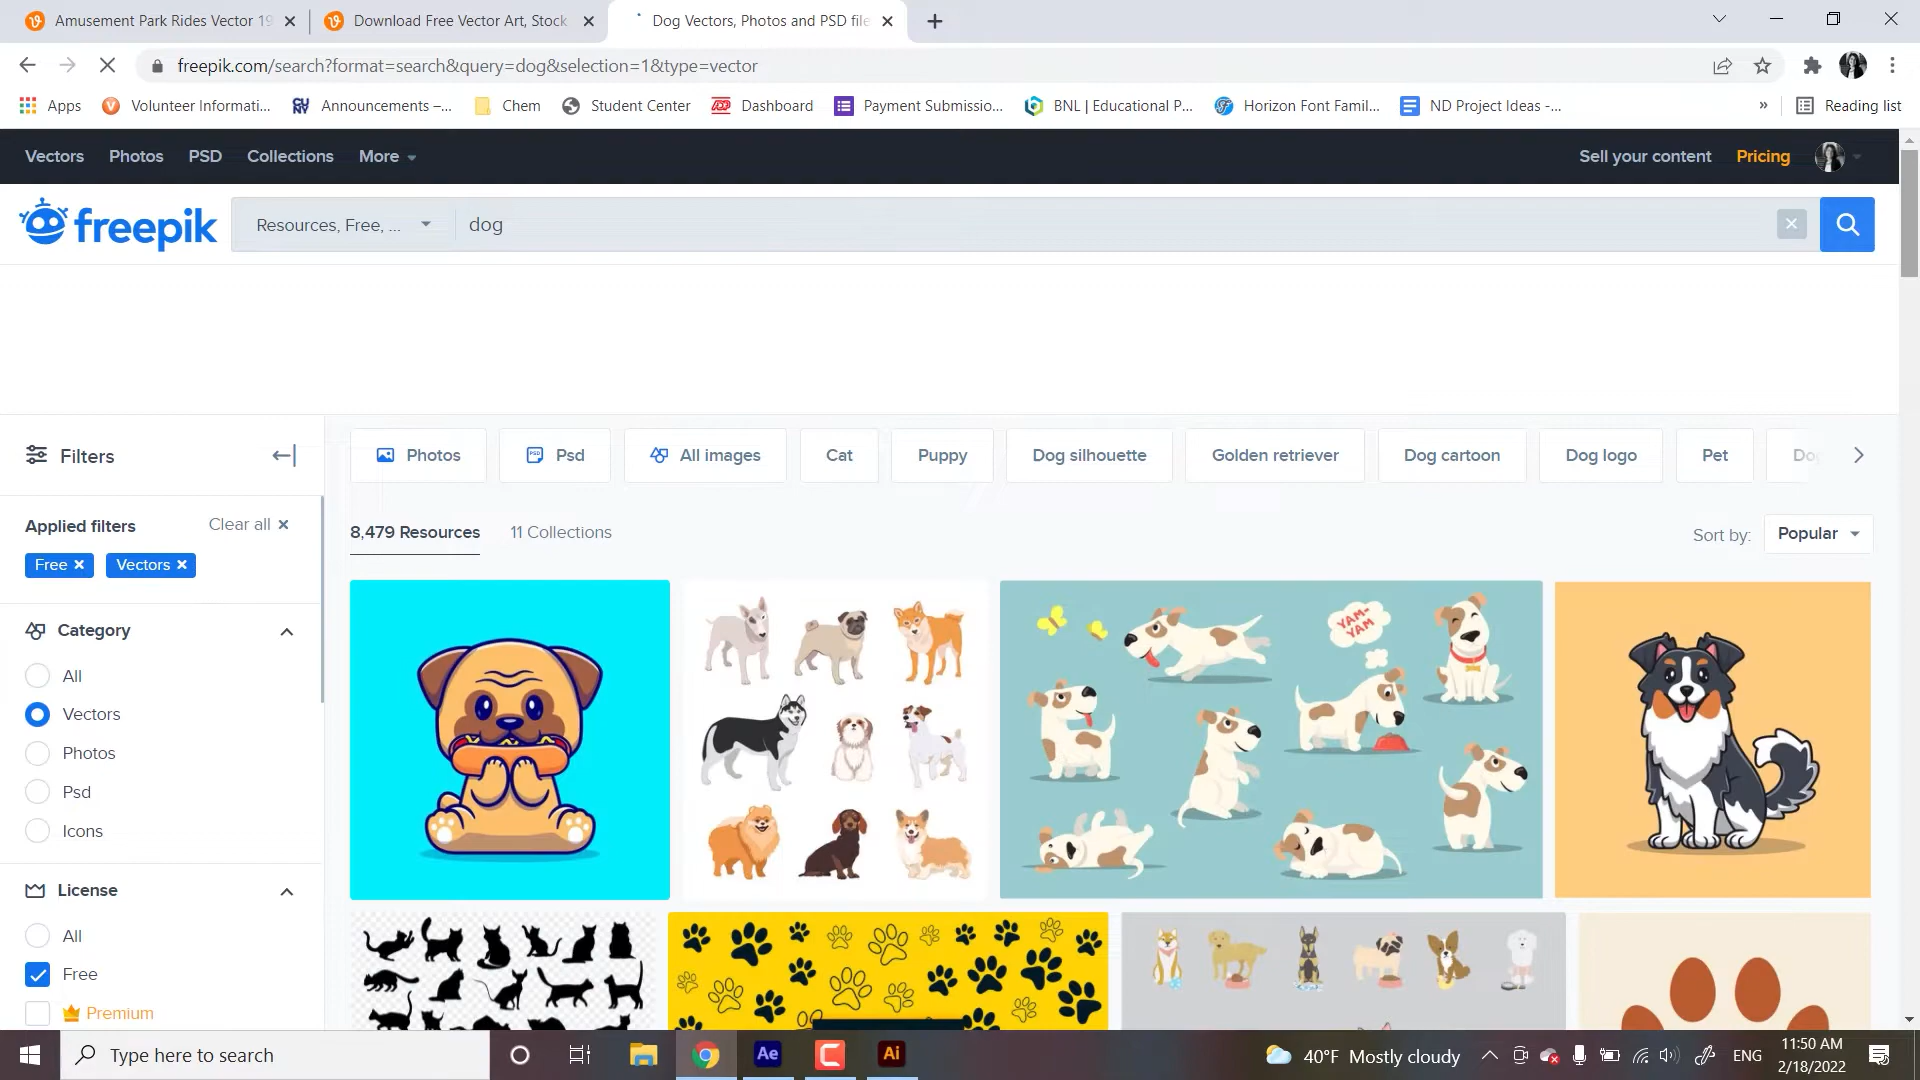 Amusement Park Rides Vector 19
Download Free Vector Art, Stock
Dog Vectors, Photos and PSD file
freepik.com/search?format=search&query=dog&selection=1&type=vector
Apps
Volunteer Informati...
Announcements –...
Chem
Student Center
Dashboard
Payment Submissio...
BNL | Educational P...
Horizon Font Famil...
ND Project Ideas -...
»
Reading list
Vectors
Photos
PSD
Collections
More
Sell your content
Pricing
freepik
Resources, Free, ...
dog
Filters
Photos
PSD
Psd
All images
Cat
Puppy
Dog silhouette
Golden retriever
Dog cartoon
Dog logo
Pet
Do
Applied filters
Clear all
8,479 Resources
11 Collections
Sort by:
Popular
Free
Vectors
Category
All
Vectors
Photos
Psd
Icons
YAM-
YAM
License
All
Free
Premium
Type here to search
Ae
Ai
40°F Mostly cloudy
ENG
11:50 AM
2/18/2022